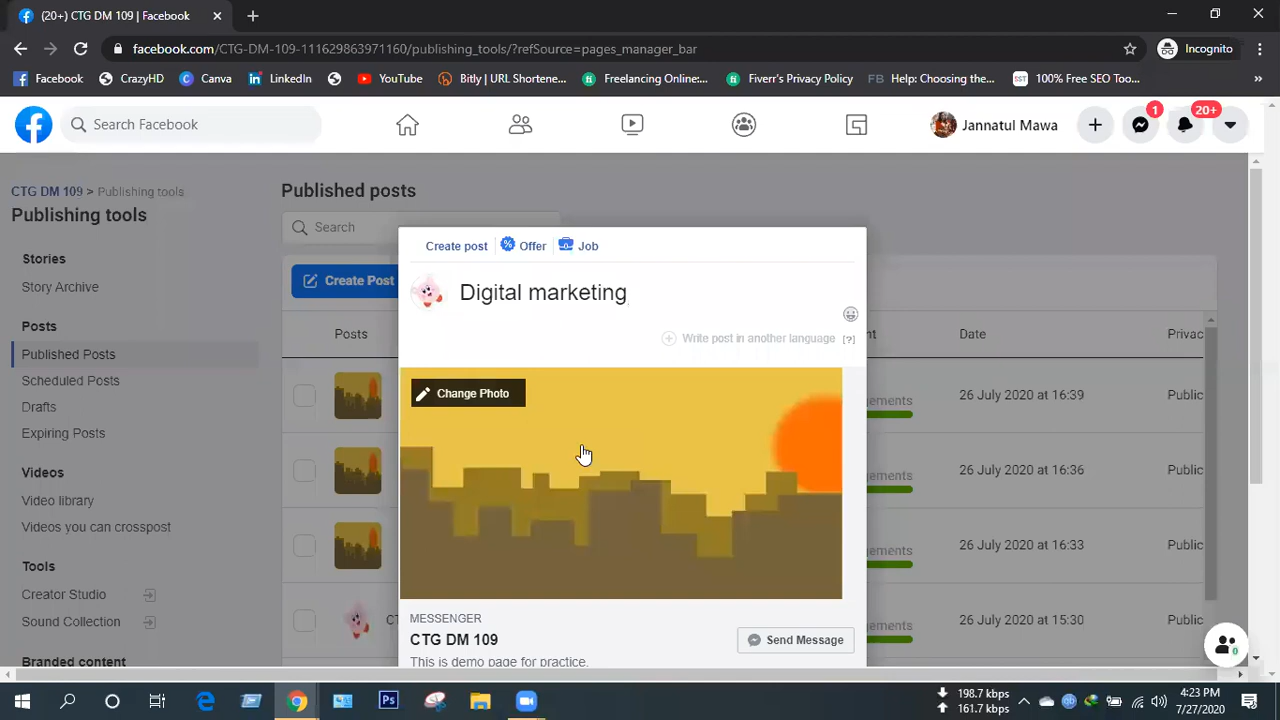 (20+) CTG DM 109 | Facebook
facebook.com/CTG-DM-109-111629863971160/publishing_tools/?refSource=pages_manager_bar
Incognito
Facebook
CrazyHD
Canva
LinkedIn
YouTube
Bitly | URL Shortene...
Freelancing Online:...
Fiverr's Privacy Policy
FB Help: Choosing the...
SST 100% Free SEO Too...
Search Facebook
Jannatul Mawa
1
20+
CTG DM 109 > Publishing tools
Publishing tools
Stories
Story Archive
Posts
Published Posts
Scheduled Posts
Drafts
Expiring Posts
Videos
Video library
Videos you can crosspost
Tools
Creator Studio
Sound Collection
Branded content
Published posts
Search
Create Post
Posts
Date
Privac
26 July 2020 at 16:39
Public
26 July 2020 at 16:36
Public
26 July 2020 at 16:33
Public
26 July 2020 at 15:30
Public
Create post
Offer
Job
Digital marketing
Write post in another language [?]
Change Photo
MESSENGER
CTG DM 109
Send Message
This is demo page for practice.
0
Ps
198.7 kbps
161.7 kbps
4:23 PM
7/27/2020